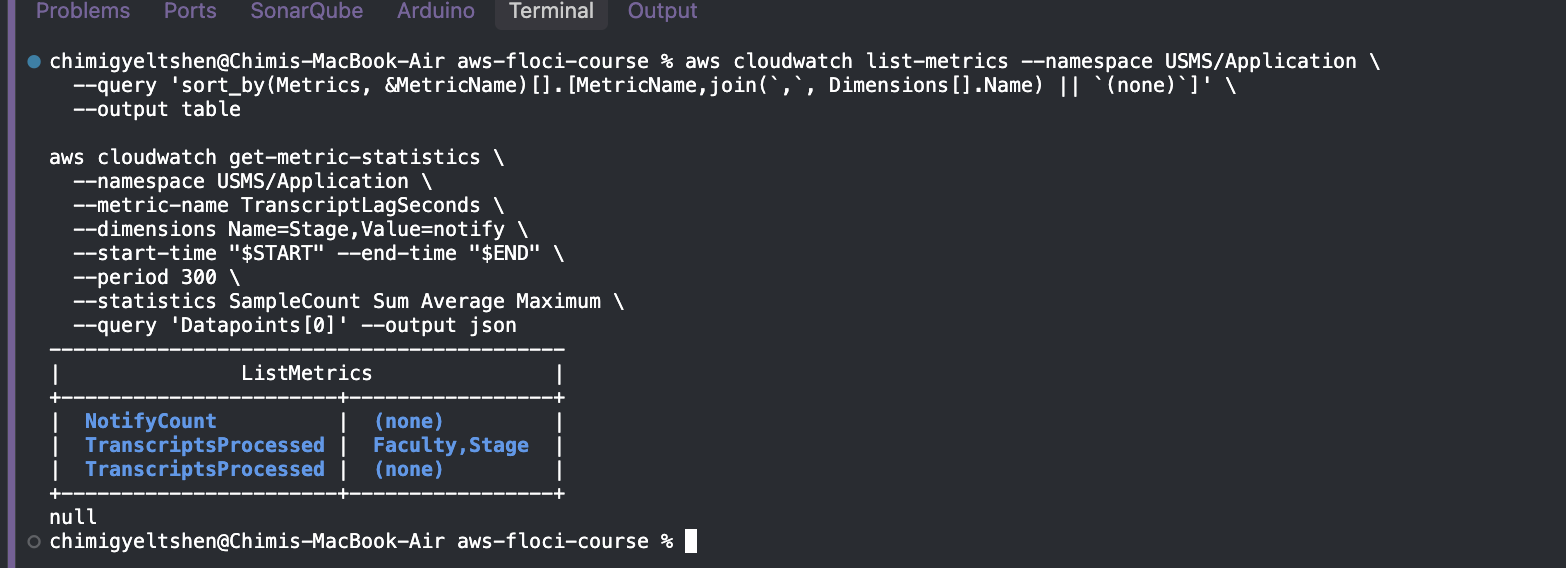 Problems Ports SonarQube Arduino Terminal Output
chimigyeltshen@Chimis-MacBook-Air aws-floci-course % aws cloudwatch list-metrics --namespace USMS/Application \
  --query 'sort_by(Metrics, &MetricName)[].[MetricName,join(`,`, Dimensions[].Name) || `(none)`]' \
  --output table

aws cloudwatch get-metric-statistics \
  --namespace USMS/Application \
  --metric-name TranscriptLagSeconds \
  --dimensions Name=Stage,Value=notify \
  --start-time "$START" --end-time "$END" \
  --period 300 \
  --statistics SampleCount Sum Average Maximum \
  --query 'Datapoints[0]' --output json
-------------------------------------------
|               ListMetrics               |
+-----------------------+-----------------+
|  NotifyCount          |  (none)         |
|  TranscriptsProcessed |  Faculty,Stage  |
|  TranscriptsProcessed |  (none)         |
+-----------------------+-----------------+
null
chimigyeltshen@Chimis-MacBook-Air aws-floci-course %